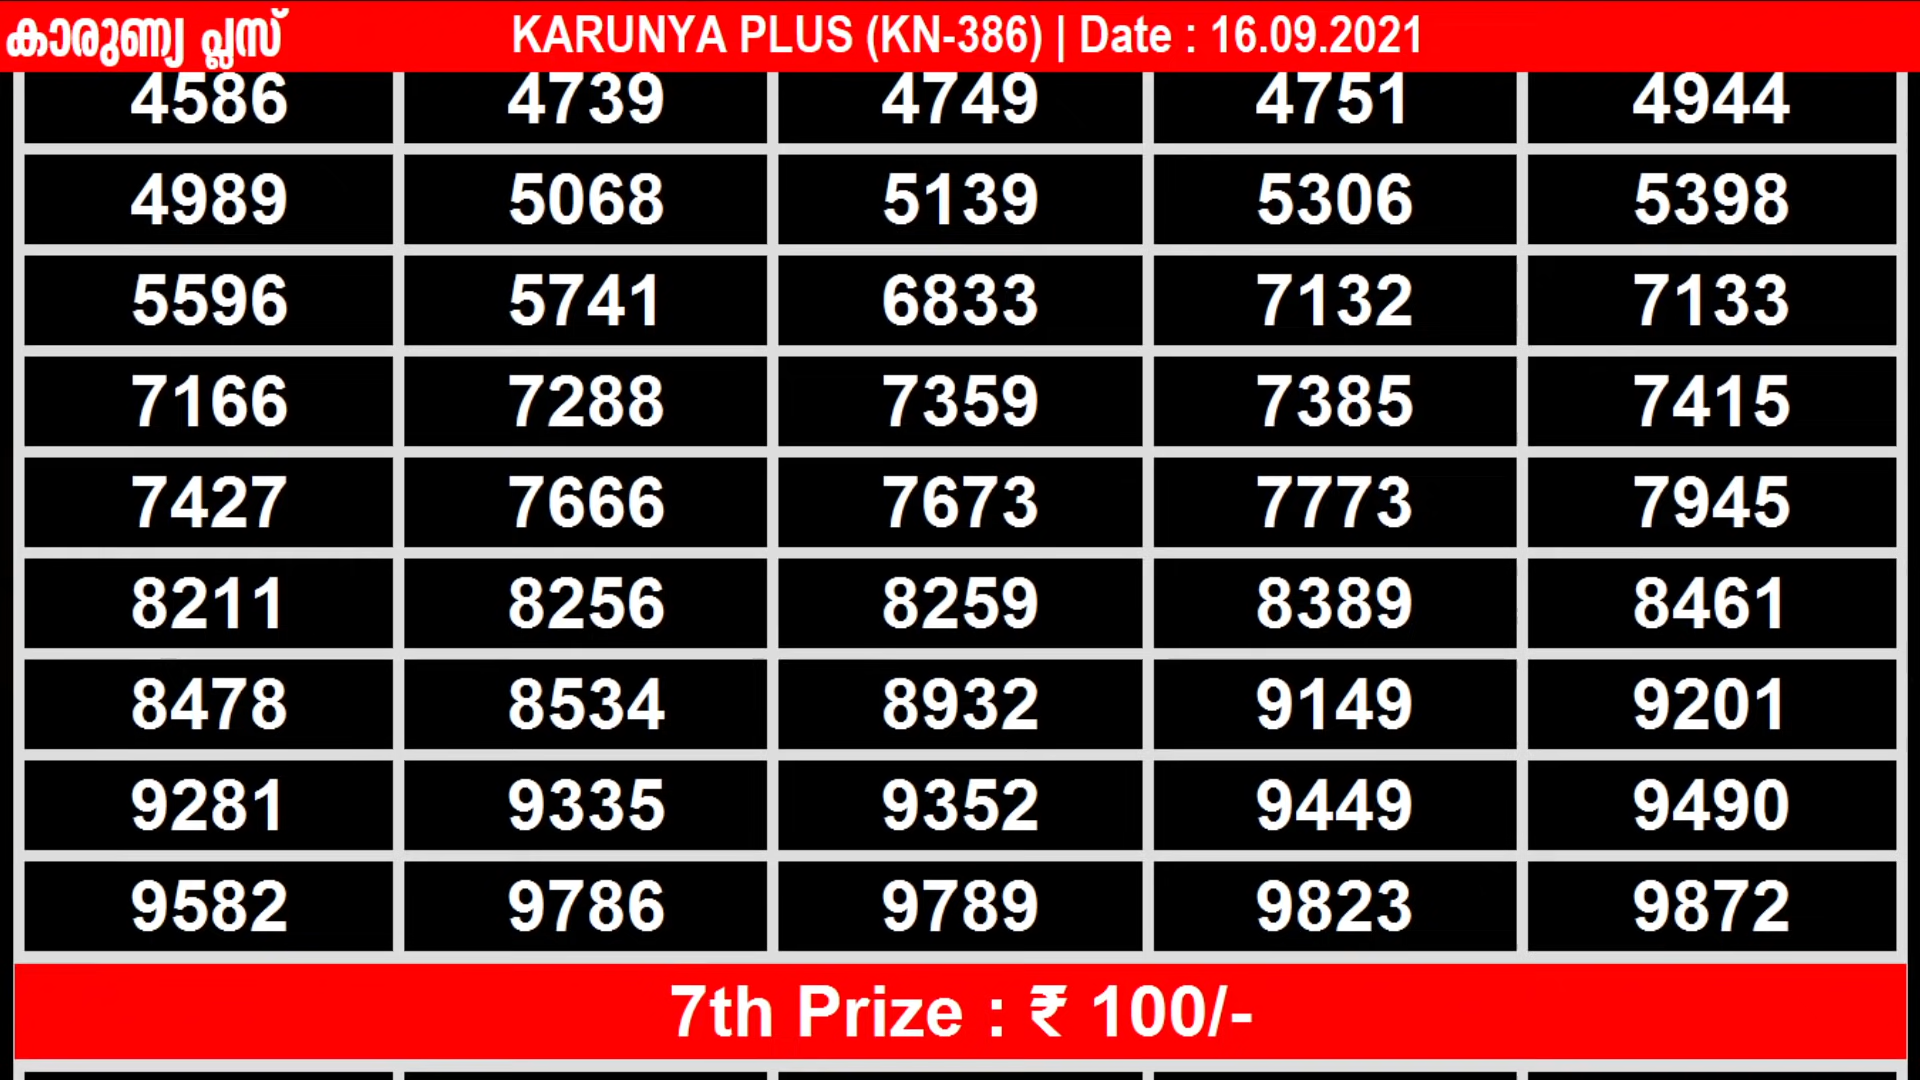 കാരുണ്യ പ്ലസ് KARUNYA PLUS (KN-386) | Date : 16.09.2021
4586 4739 4749 4751 4944
4989 5068 5139 5306 5398
5596 5741 6833 7132 7133
7166 7288 7359 7385 7415
7427 7666 7673 7773 7945
8211 8256 8259 8389 8461
8478 8534 8932 9149 9201
9281 9335 9352 9449 9490
9582 9786 9789 9823 9872
7th Prize : ₹ 100/-